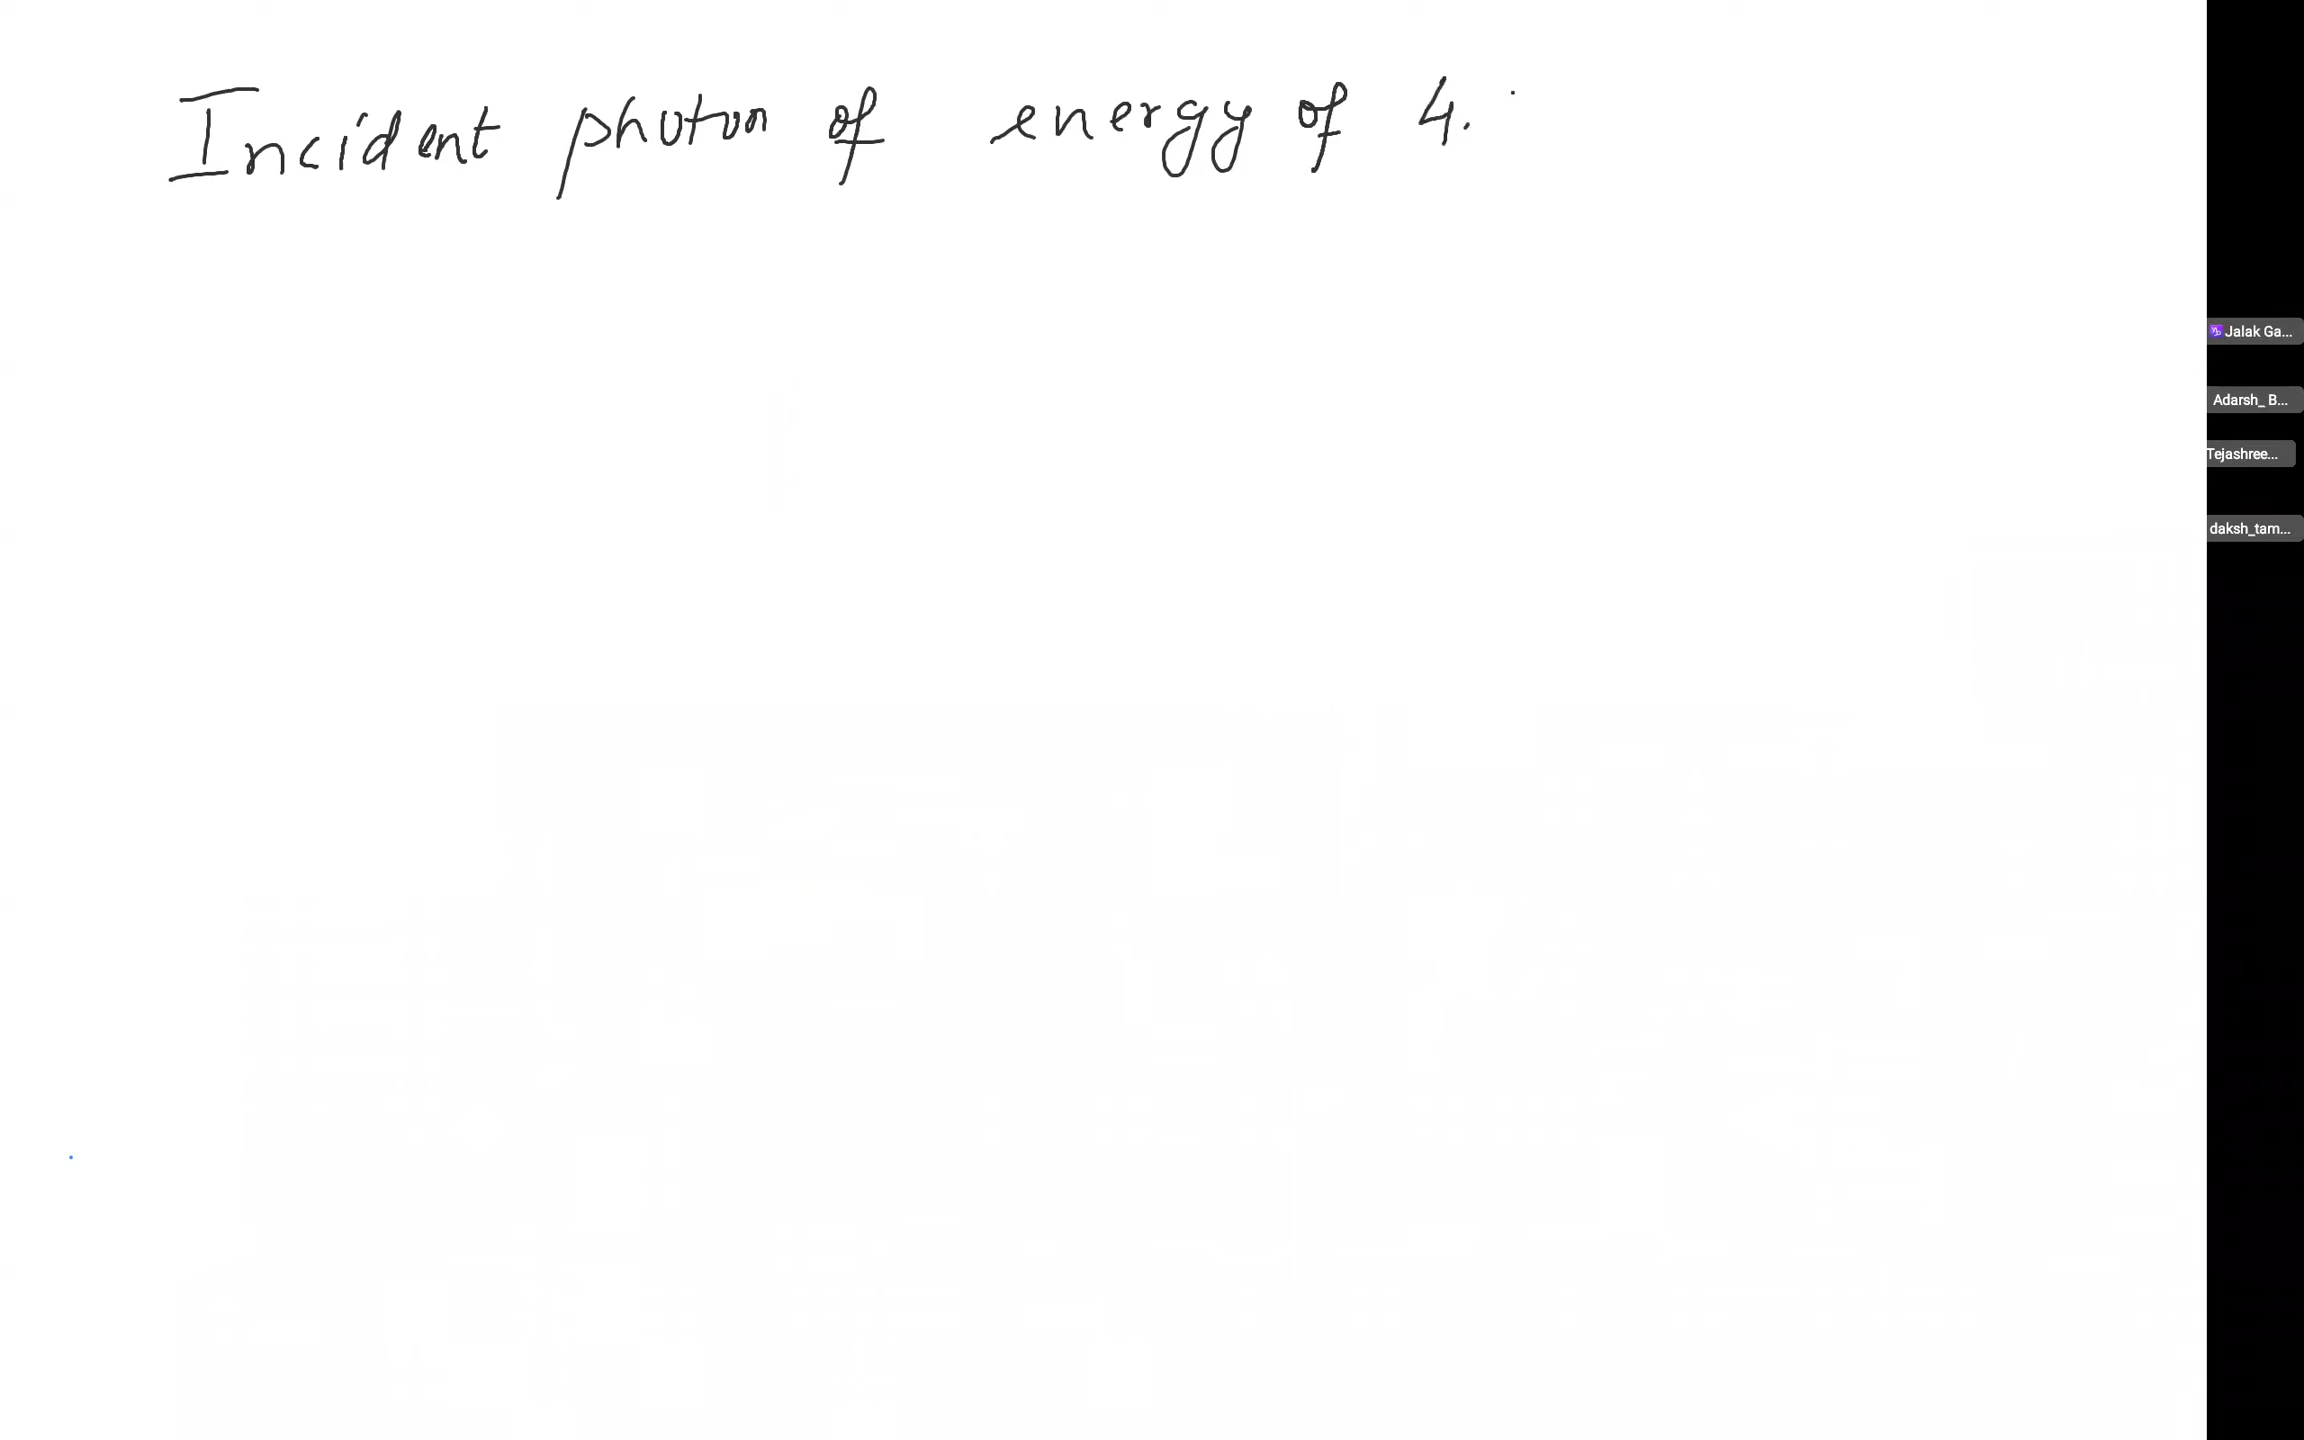 Incident photon of energy of 4.
Jalak Ga...
Adarsh_ B...
Tejashree...
daksh_tam...